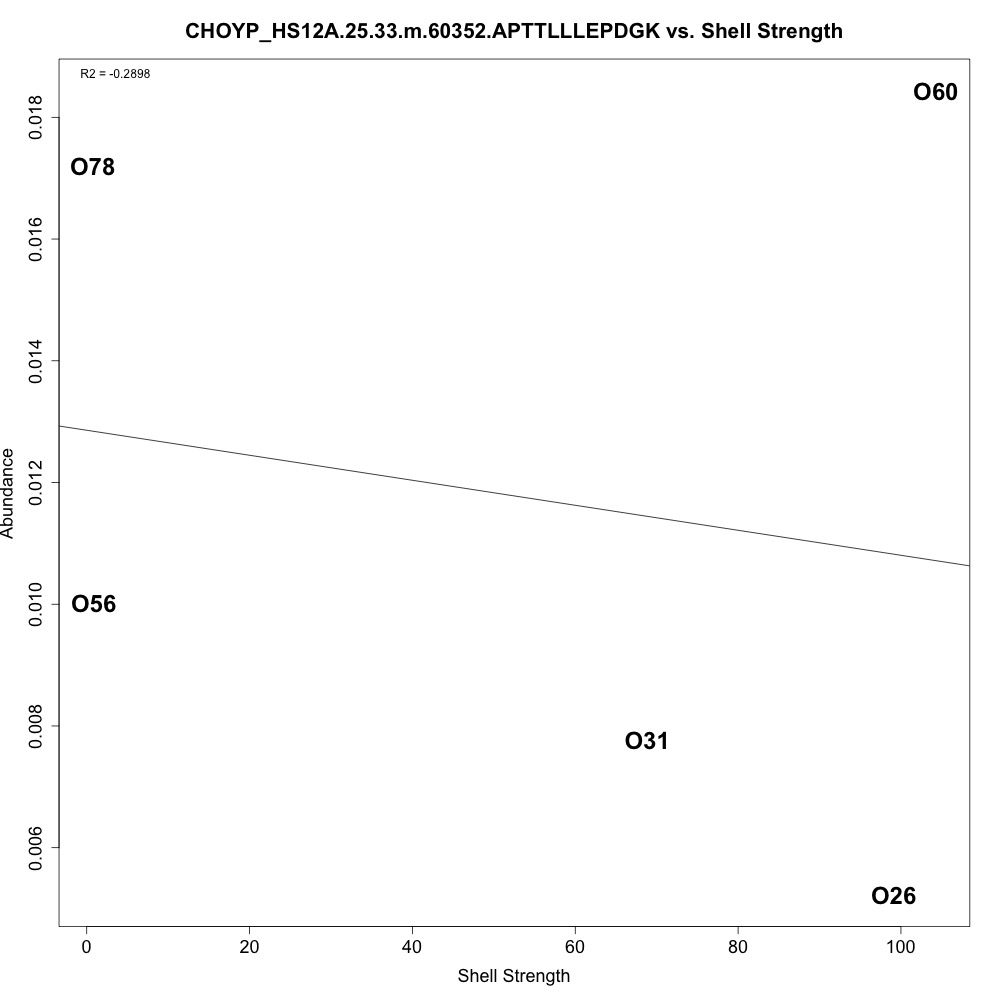 CHOYP_HS12A.25.33.m.60352.APTTLLLEPDGK vs. Shell Strength
R2 = -0.2898
O60
O78
O56
O31
O26
0.018
0.016
0.014
0.012
0.010
0.008
0.006
Abundance
0 20 40 60 80 100
Shell Strength